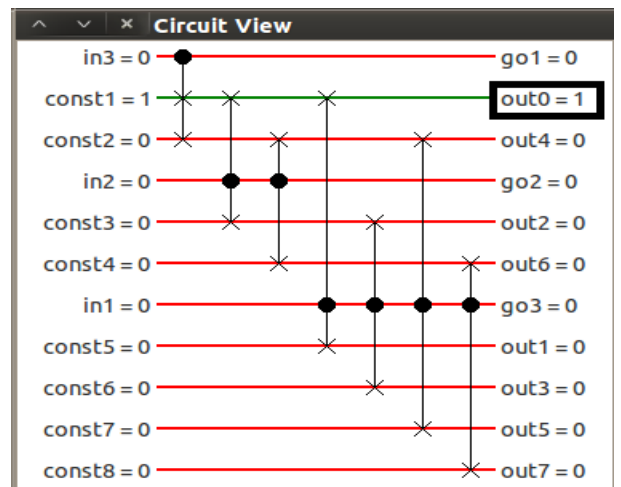 Circuit View
in3 = 0 go1 = 0
const1 = 1 out0 = 1
const2 = 0 out4 = 0
in2 = 0 go2 = 0
const3 = 0 out2 = 0
const4 = 0 out6 = 0
in1 = 0 go3 = 0
const5 = 0 out1 = 0
const6 = 0 out3 = 0
const7 = 0 out5 = 0
const8 = 0 out7 = 0